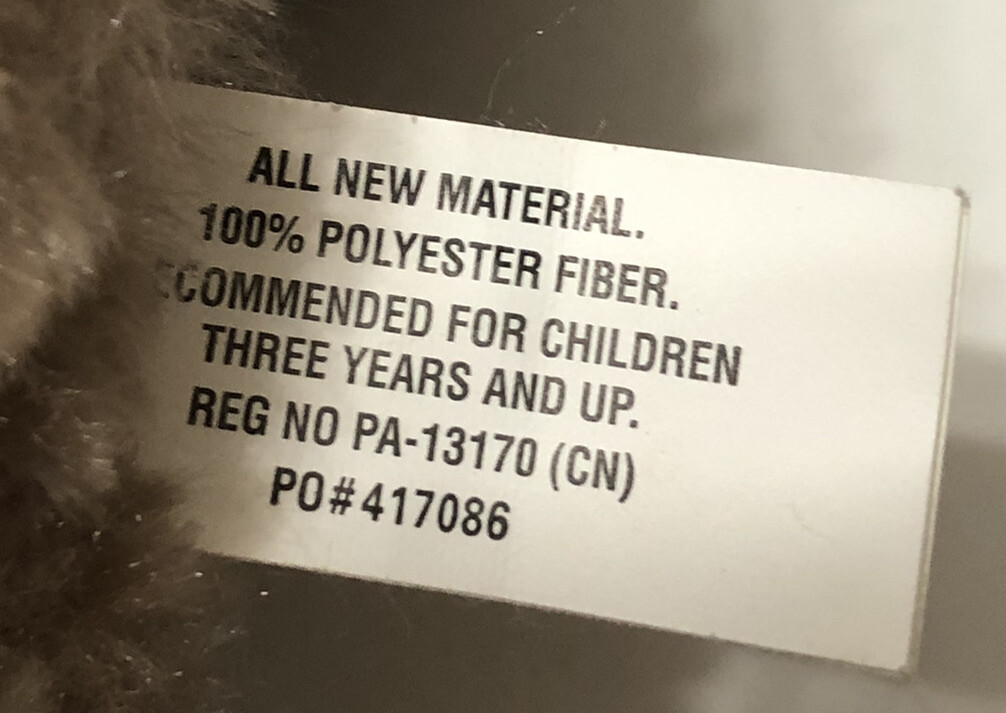 ALL NEW MATERIAL.
100% POLYESTER FIBER.
ECOMMENDED FOR CHILDREN
THREE YEARS AND UP.
REG NO PA-13170 (CN)
PO#417086